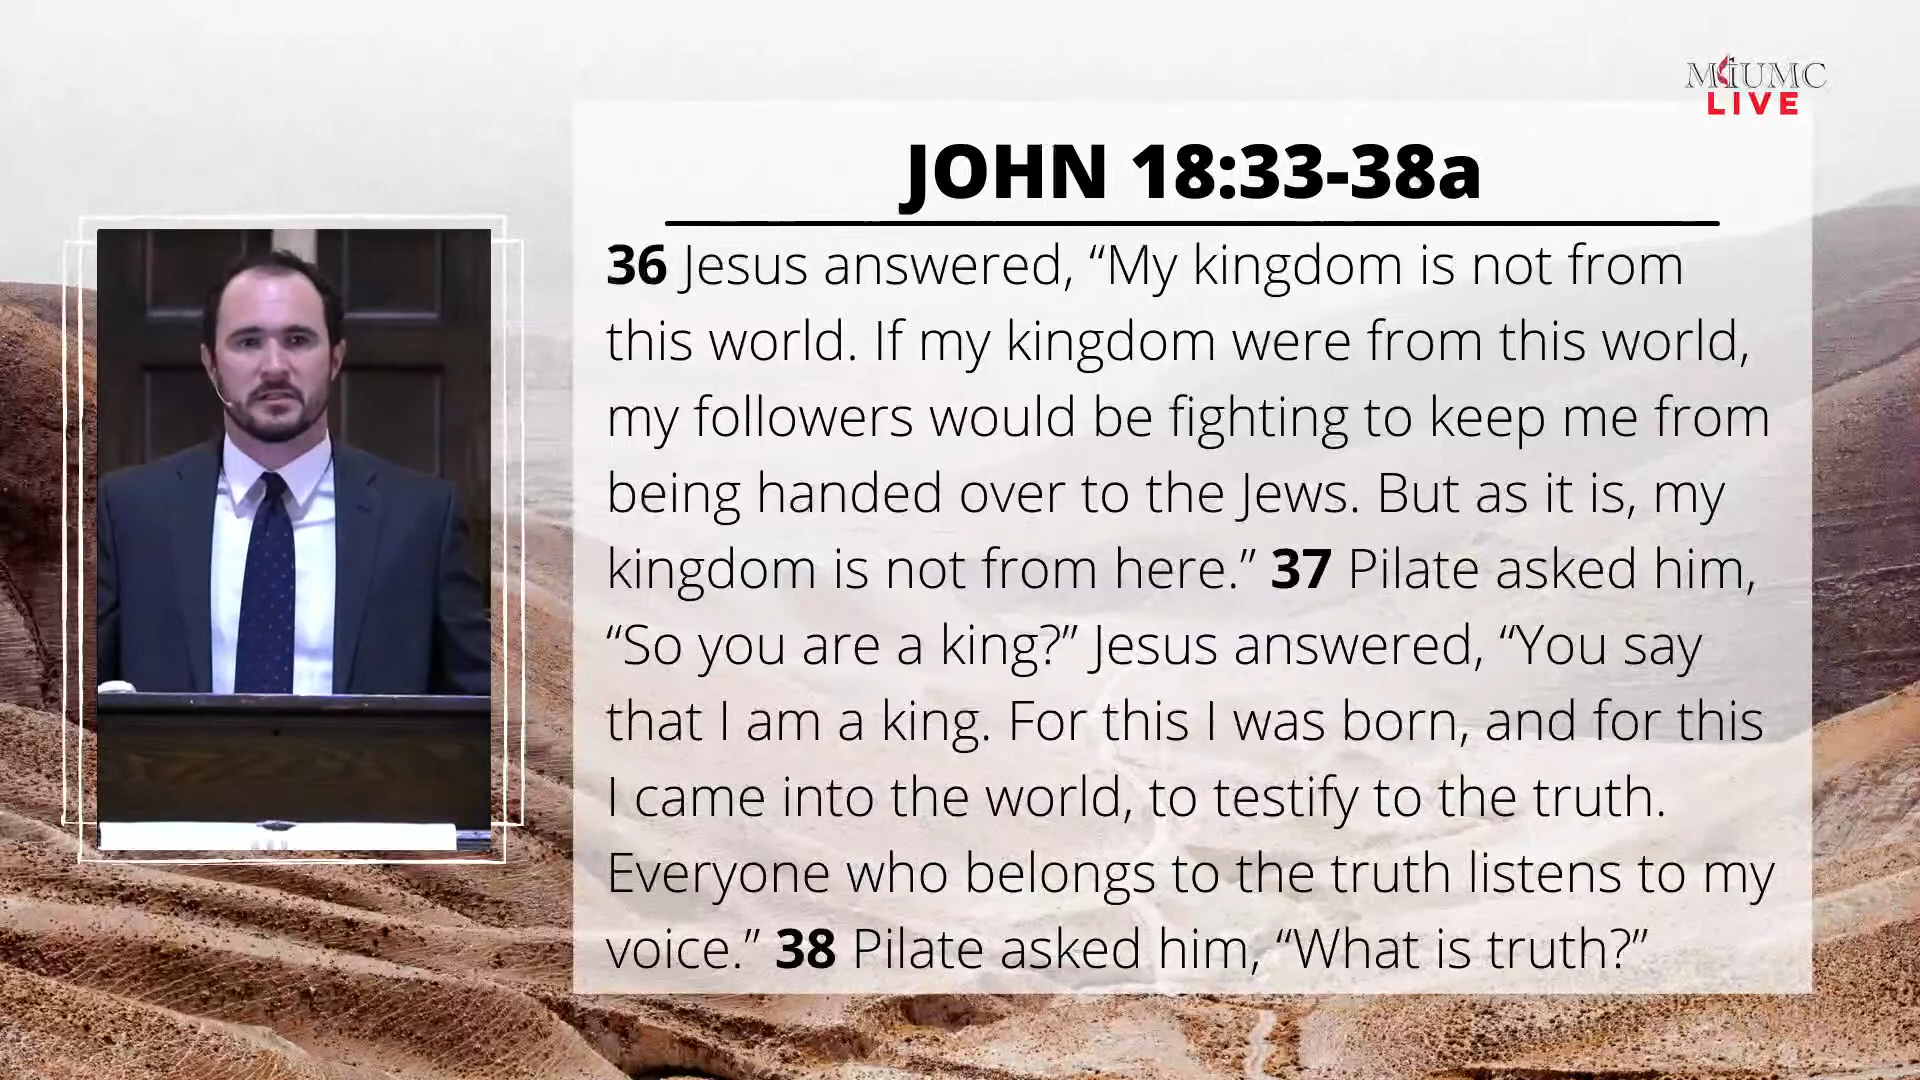 MIUMC
LIVE
JOHN 18:33-38a
36 Jesus answered, “My kingdom is not from
this world. If my kingdom were from this world,
my followers would be fighting to keep me from
being handed over to the Jews. But as it is, my
kingdom is not from here.” 37 Pilate asked him,
“So you are a king?” Jesus answered, “You say
that I am a king. For this I was born, and for this
I came into the world, to testify to the truth.
Everyone who belongs to the truth listens to my
voice.” 38 Pilate asked him, “What is truth?”